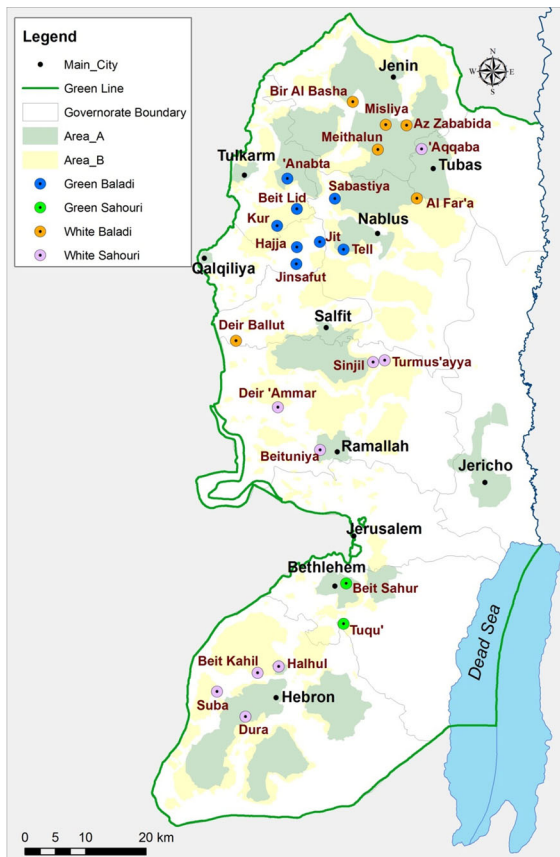 Legend
Main_City
Green Line
Governorate Boundary
Area_A
Area_B
Green Baladi
Green Sahouri
White Baladi
White Sahouri
Jenin
N
W E
S
Bir Al Basha
Misliya
Az Zababida
Meithalun
'Aqqaba
Tulkarm
'Anabta
Tubas
Sabastiya
Beit Lid
Al Far'a
Kur
Nablus
Hajja
Jit
Tell
Qalqiliya
Jinsafut
Salfit
Deir Ballut
Sinjil
Turmus'ayya
Deir 'Ammar
Beituniya
Ramallah
Jericho
Jerusalem
Bethlehem
Beit Sahur
Tuqu'
Dead Sea
Beit Kahil
Halhul
Suba
Hebron
Dura
0 5 10 20 km